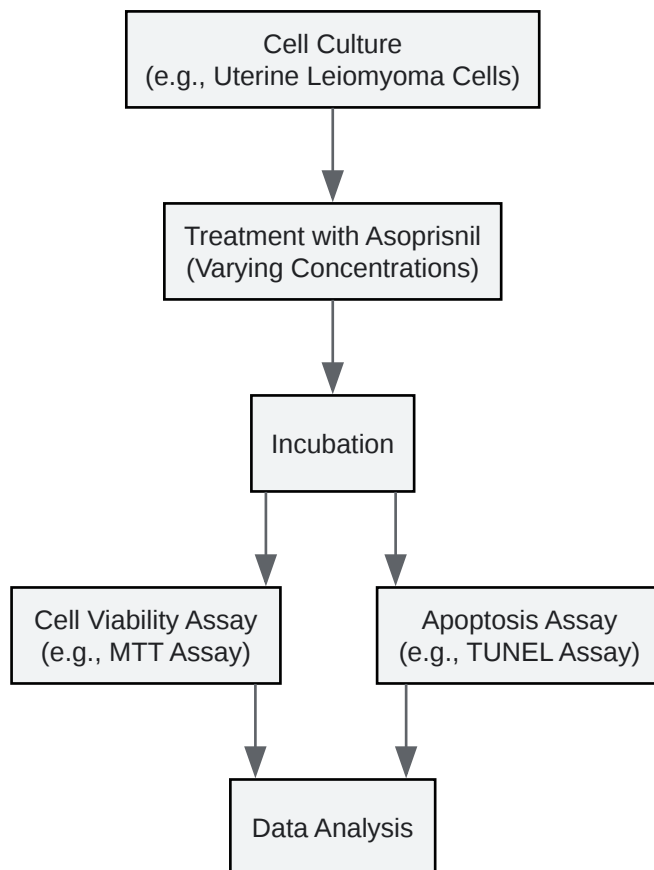 Cell Culture
(e.g., Uterine Leiomyoma Cells)
Treatment with Asoprisnil
(Varying Concentrations)
Incubation
Cell Viability Assay
(e.g., MTT Assay)
Apoptosis Assay
(e.g., TUNEL Assay)
Data Analysis